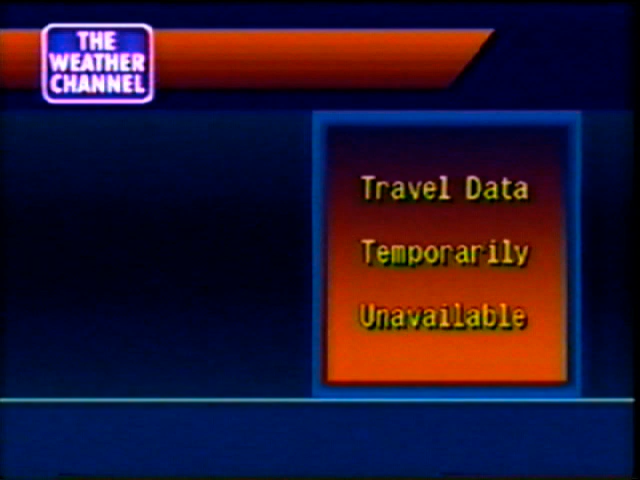 THE
WEATHER
CHANNEL
Travel Data
Temporarily
Unavailable